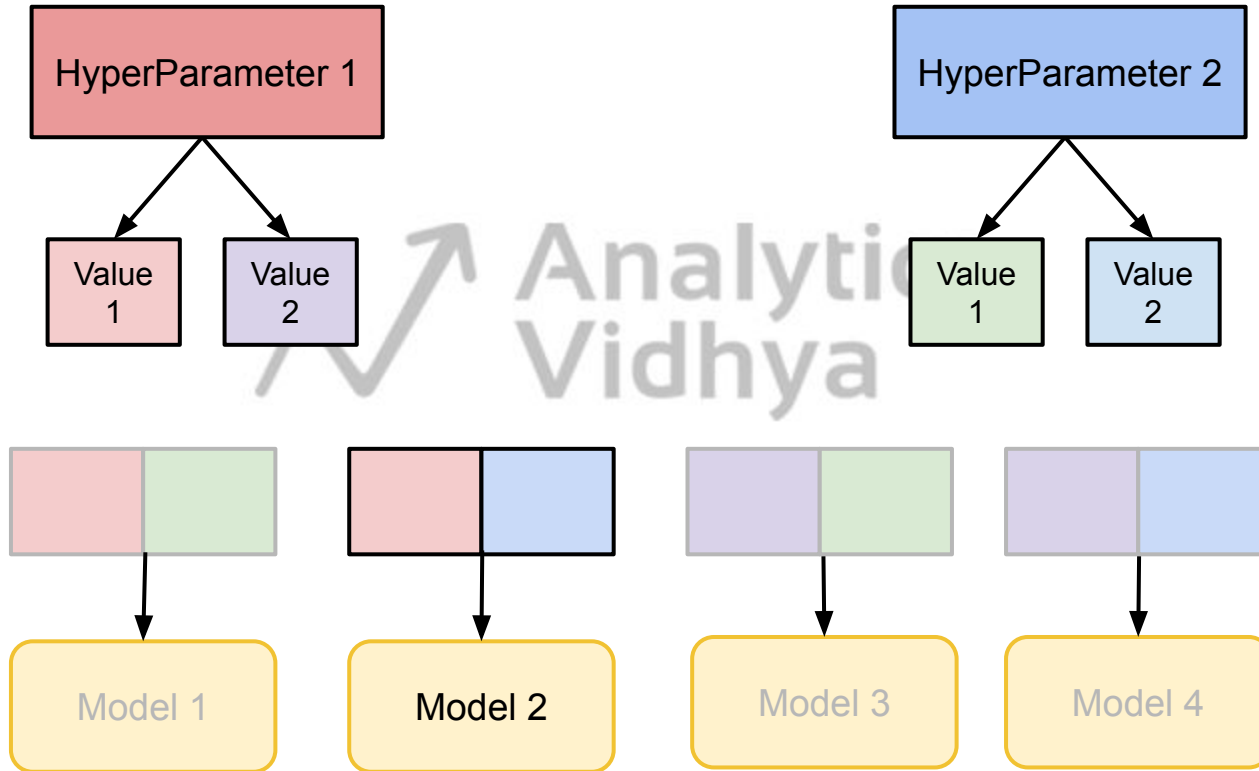 HyperParameter 1
HyperParameter 2
Value
1
Value
2
Value
1
Value
2
Analytic
Vidhya
Model 1
Model 2
Model 3
Model 4